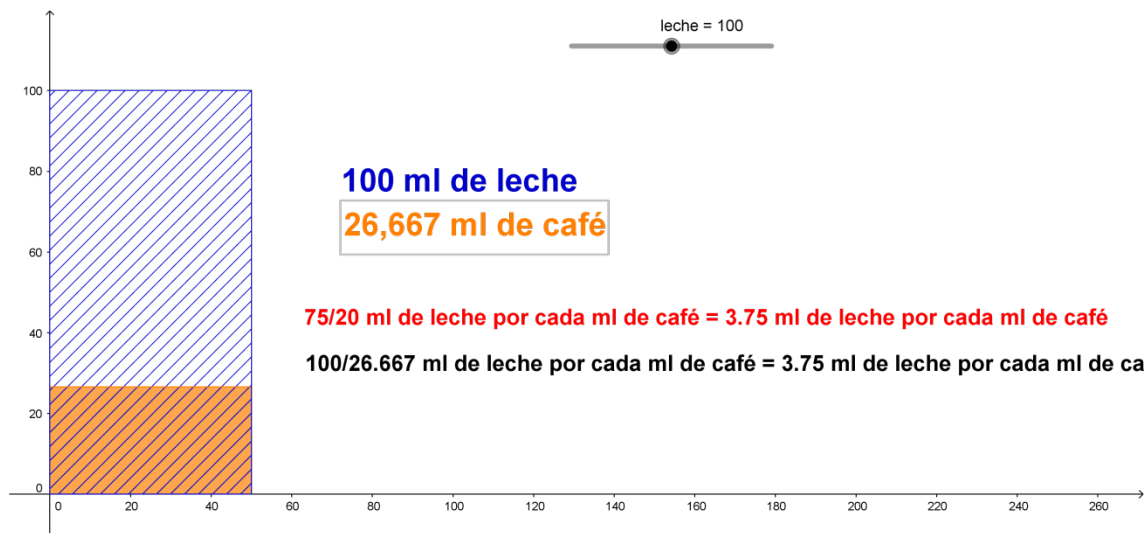 leche = 100
100
80
100 ml de leche
26,667 ml de café
60
75/20 ml de leche por cada ml de café = 3.75 ml de leche por cada ml de café
40
100/26.667 ml de leche por cada ml de café = 3.75 ml de leche por cada ml de ca
20
0
0 20 40 60 80 100 120 140 160 180 200 220 240 260